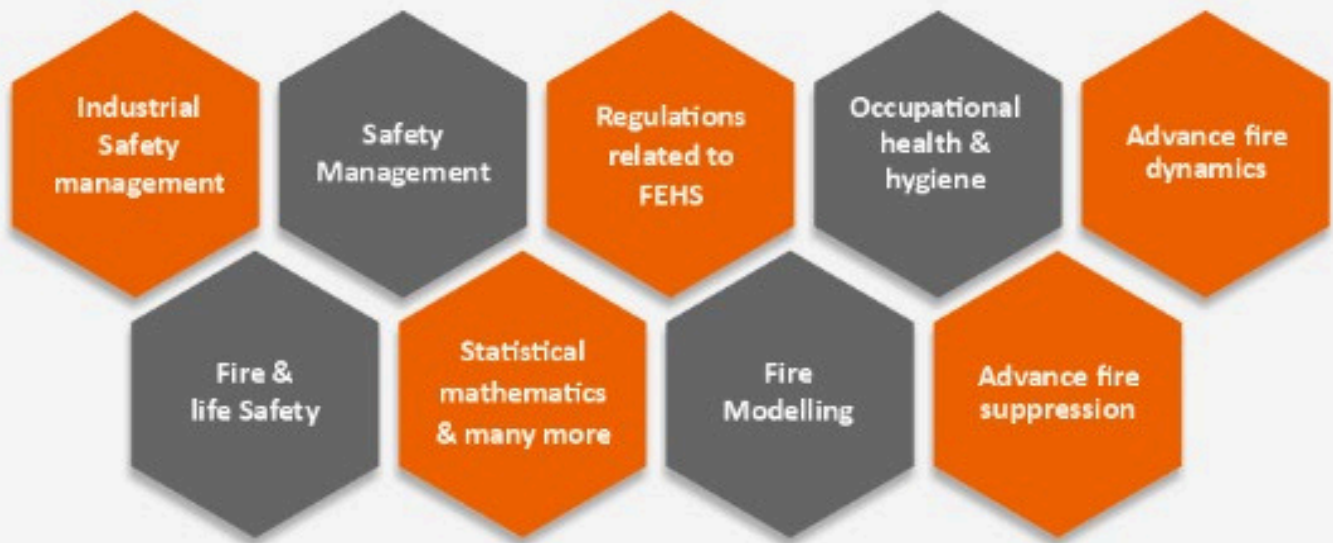 Industrial
Safety
management
Safety
Management
Regulations
related to
FEHS
Occupational
health &
hygiene
Advance fire
dynamics
Fire &
life Safety
Statistical
mathematics
& many more
Fire
Modelling
Advance fire
suppression